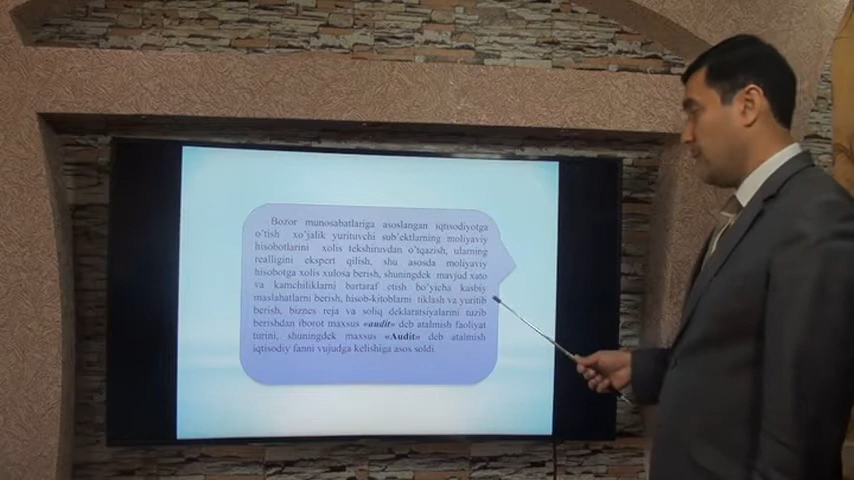 Bozor munosabatlariga asoslangan iqtisodiyotga
o'tish xo'jalik yurituvchi sub'ektlarning moliyaviy
hisobotlarini xolis tekshiruvdan o'tqazish, ularning
realligini ekspert qilish, shu asosda moliyaviy
hisobotga xolis xulosa berish, shuningdek mavjud xato
va kamchiliklarni bartaraf etish bo'yicha kasbiy
maslahatlarni berish, hisob-kitoblarni tiklash va yuritib
berish, biznes reja va soliq deklaratsiyalarini tuzib
berishdan iborot maxsus «audit» deb atalmish faoliyat
turini, shuningdek maxsus «Audit» deb atalmish
iqtisodiy fanni vujudga kelishiga asos soldi.